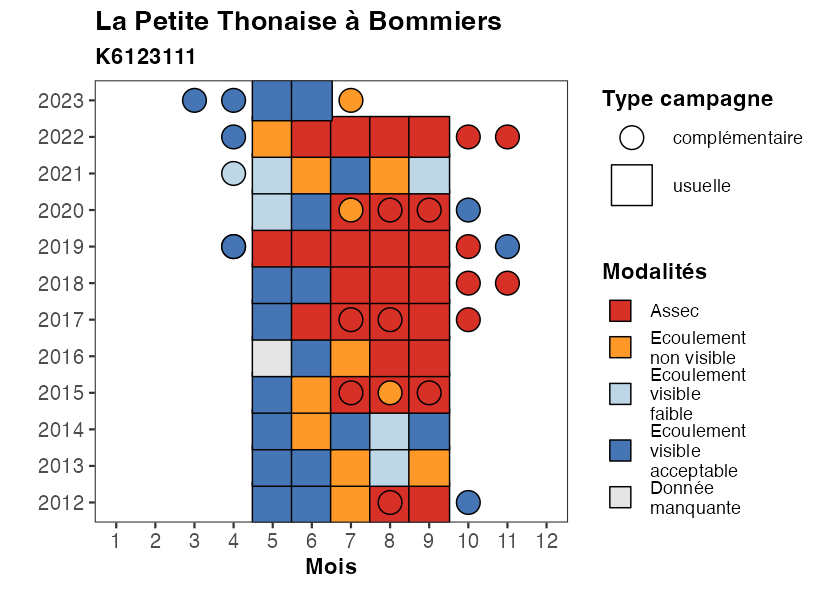 La Petite Thonaise à Bommiers
K6123111
2023
2022
2021
2020
2019
2018
2017
2016
2015
2014
2013
2012
1 2 3 4 5 6 7 8 9 10 11 12
Mois
Type campagne
complémentaire
usuelle
Modalités
Assec
Ecoulement
non visible
Ecoulement
visible
faible
Ecoulement
visible
acceptable
Donnée
manquante